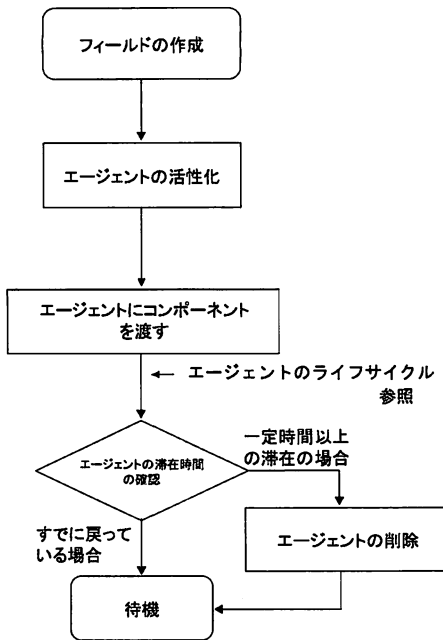 フィールドの作成
エージェントの活性化
エージェントにコンポーネント
を渡す
← エージェントのライフサイクル
参照
一定時間以上
の滞在の場合
エージェントの滞在時間
の確認
すでに戻って
いる場合
エージェントの削除
待機